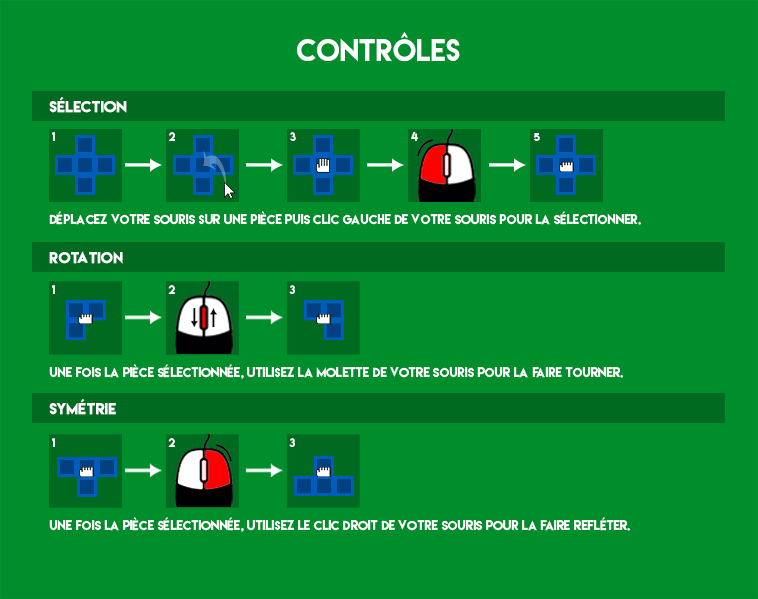 CONTRÔLES
SÉLECTION
1 2 3 4 5
DÉPLACEZ VOTRE SOURIS SUR UNE PIÈCE PUIS CLIC GAUCHE DE VOTRE SOURIS POUR LA SÉLECTIONNER.
ROTATION
1 2 3
UNE FOIS LA PIÈCE SÉLECTIONNÉE, UTILISEZ LA MOLETTE DE VOTRE SOURIS POUR LA FAIRE TOURNER.
SYMÉTRIE
1 2 3
UNE FOIS LA PIÈCE SÉLECTIONNÉE, UTILISEZ LE CLIC DROIT DE VOTRE SOURIS POUR LA FAIRE REFLÉTER.